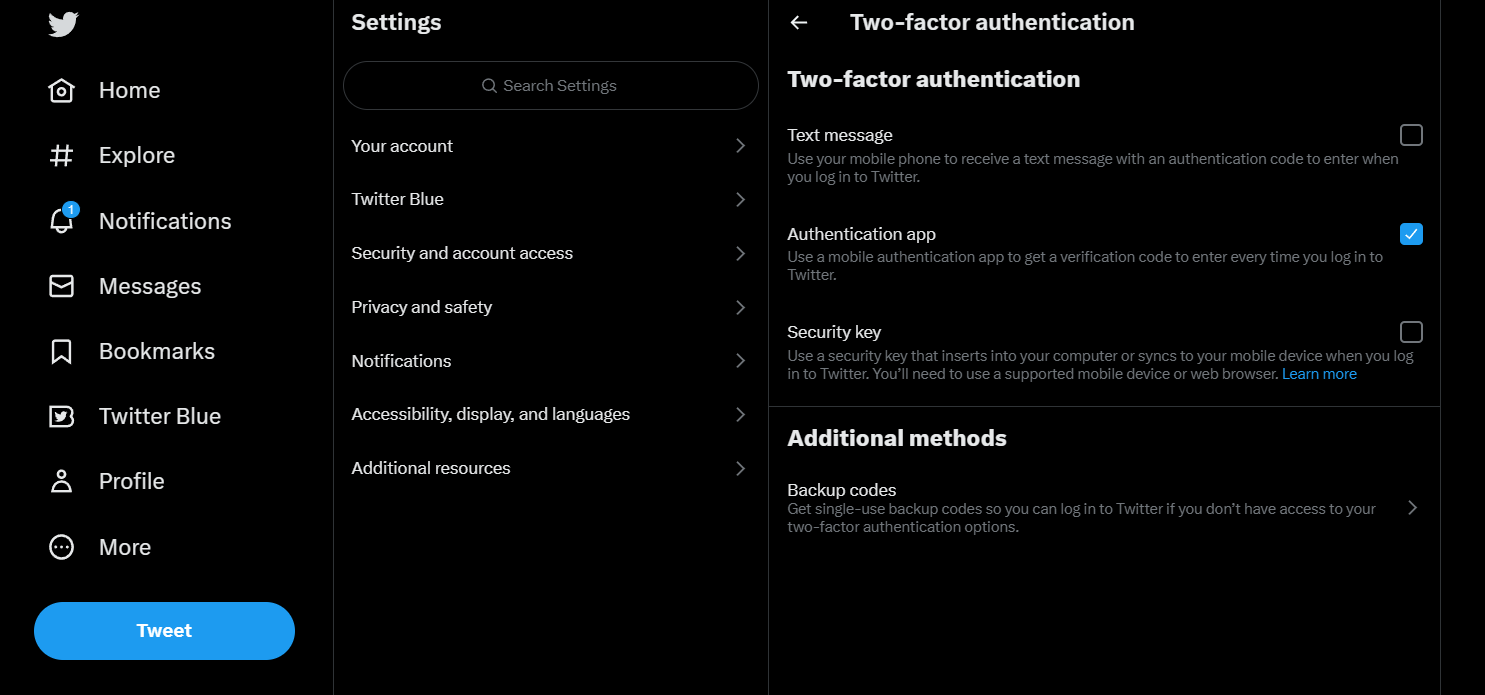 Home
Explore
1
Notifications
Messages
Bookmarks
Twitter Blue
Profile
More
Tweet
Settings
Search Settings
Your account
Twitter Blue
Security and account access
Privacy and safety
Notifications
Accessibility, display, and languages
Additional resources
Two-factor authentication
Two-factor authentication
Text message
Use your mobile phone to receive a text message with an authentication code to enter when
you log in to Twitter.
Authentication app
Use a mobile authentication app to get a verification code to enter every time you log in to
Twitter.
Security key
Use a security key that inserts into your computer or syncs to your mobile device when you log
in to Twitter. You’ll need to use a supported mobile device or web browser. Learn more
Additional methods
Backup codes
Get single-use backup codes so you can log in to Twitter if you don’t have access to your
two-factor authentication options.